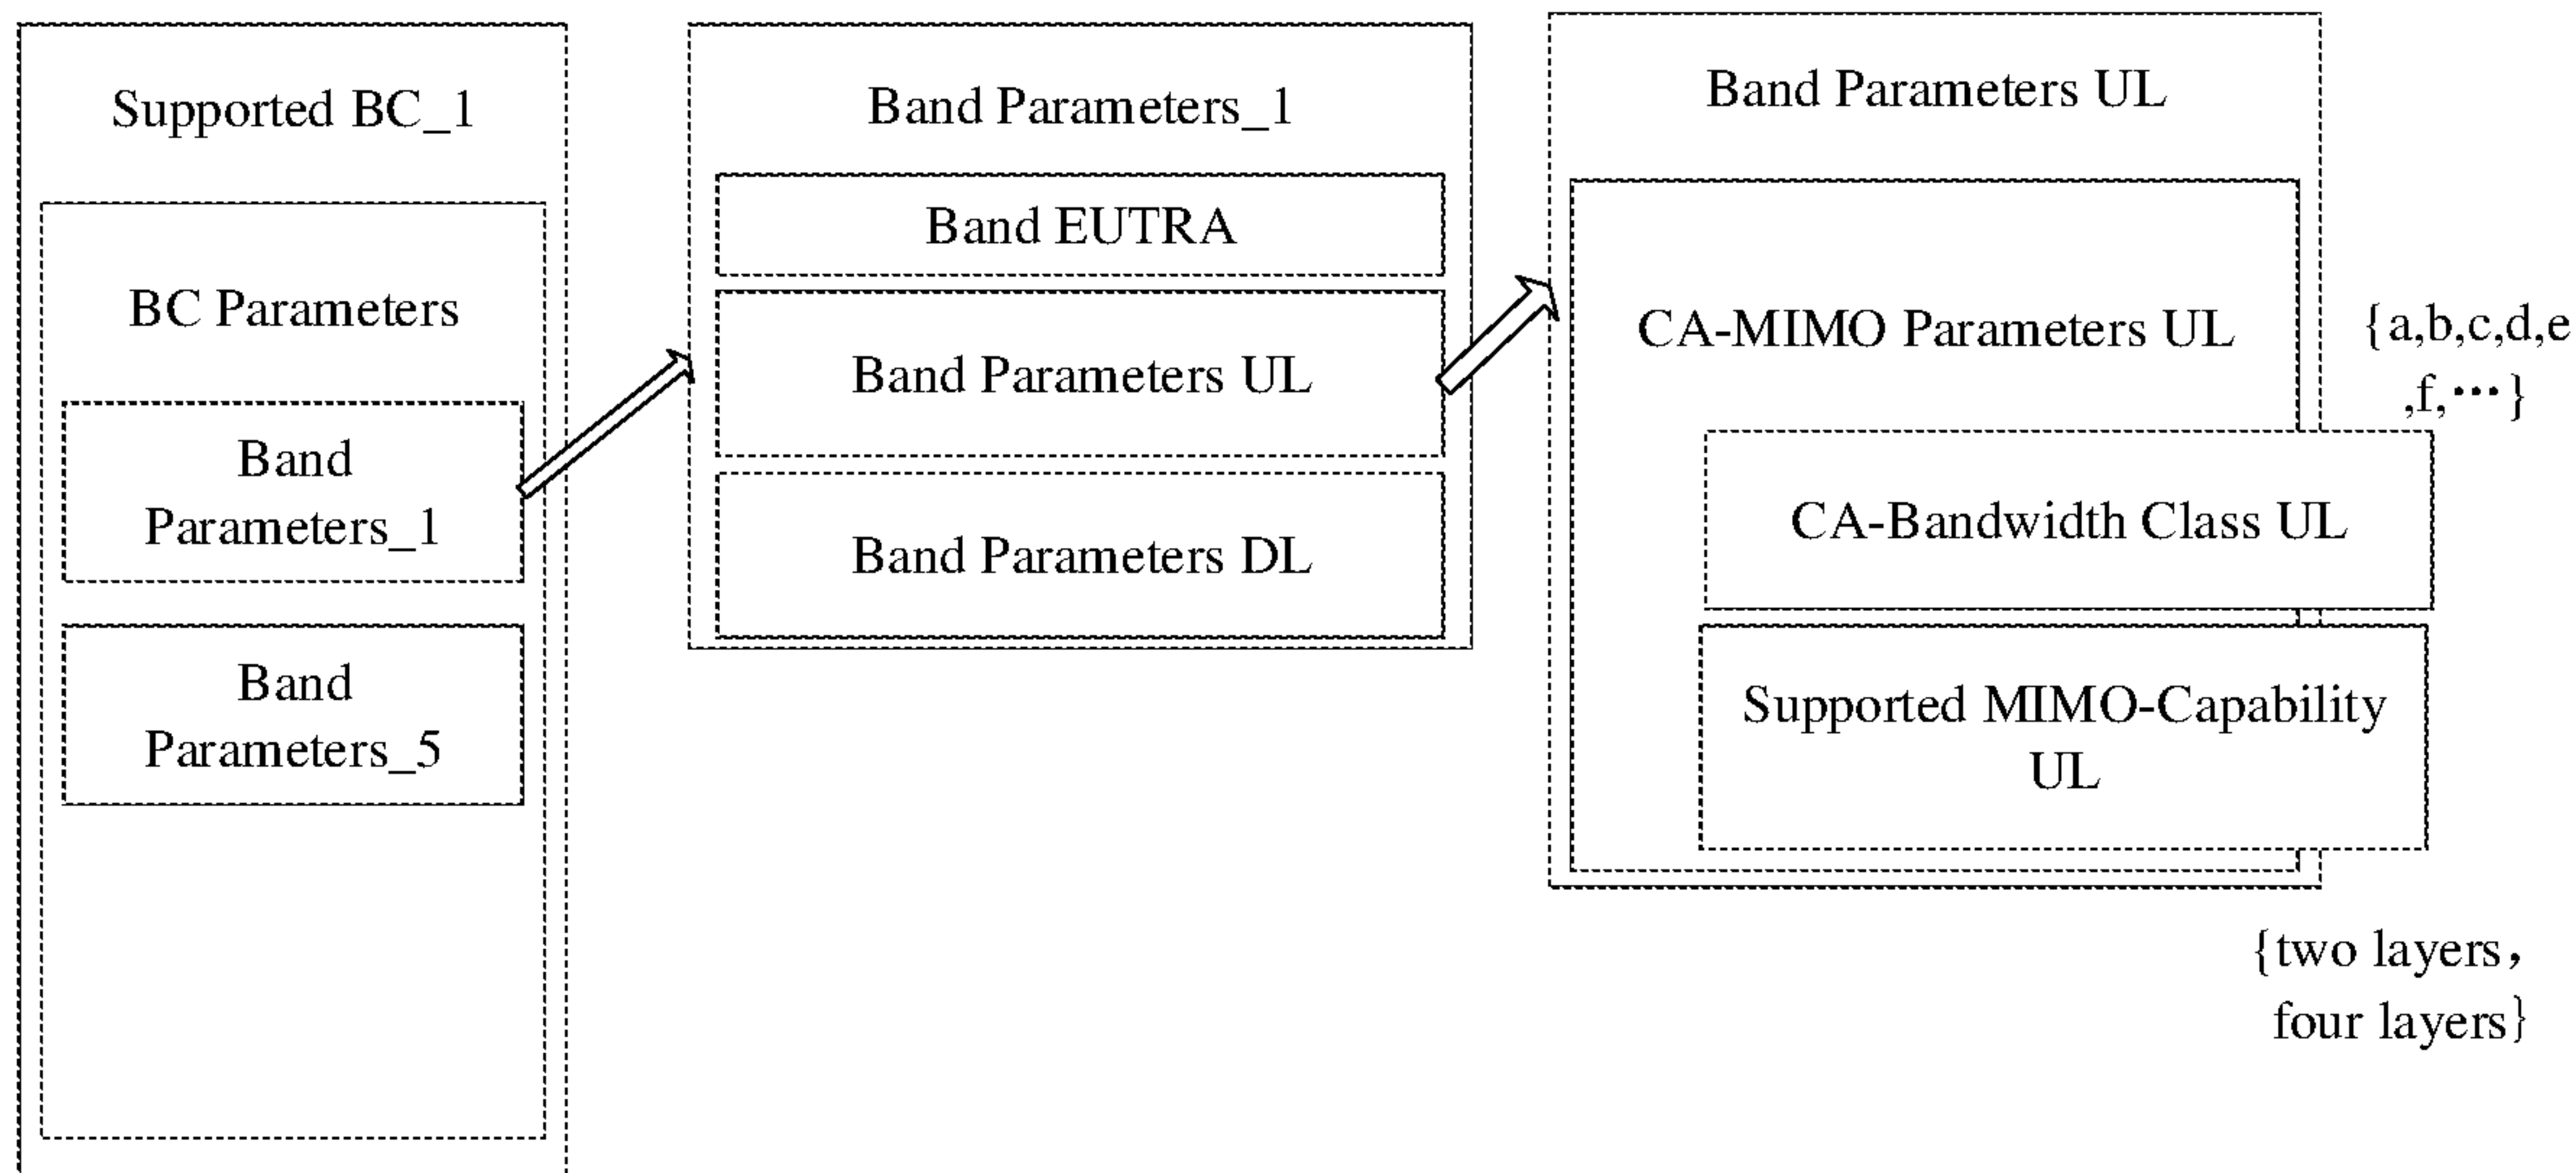 Supported BC_1
BC Parameters
Band
Parameters_1
Band
Parameters_5
Band Parameters_1
Band EUTRA
Band Parameters UL
Band Parameters DL
Band Parameters UL
CA-MIMO Parameters UL
{a,b,c,d,e
,f,···}
CA-Bandwidth Class UL
Supported MIMO-Capability
UL
{two layers，
four layers}